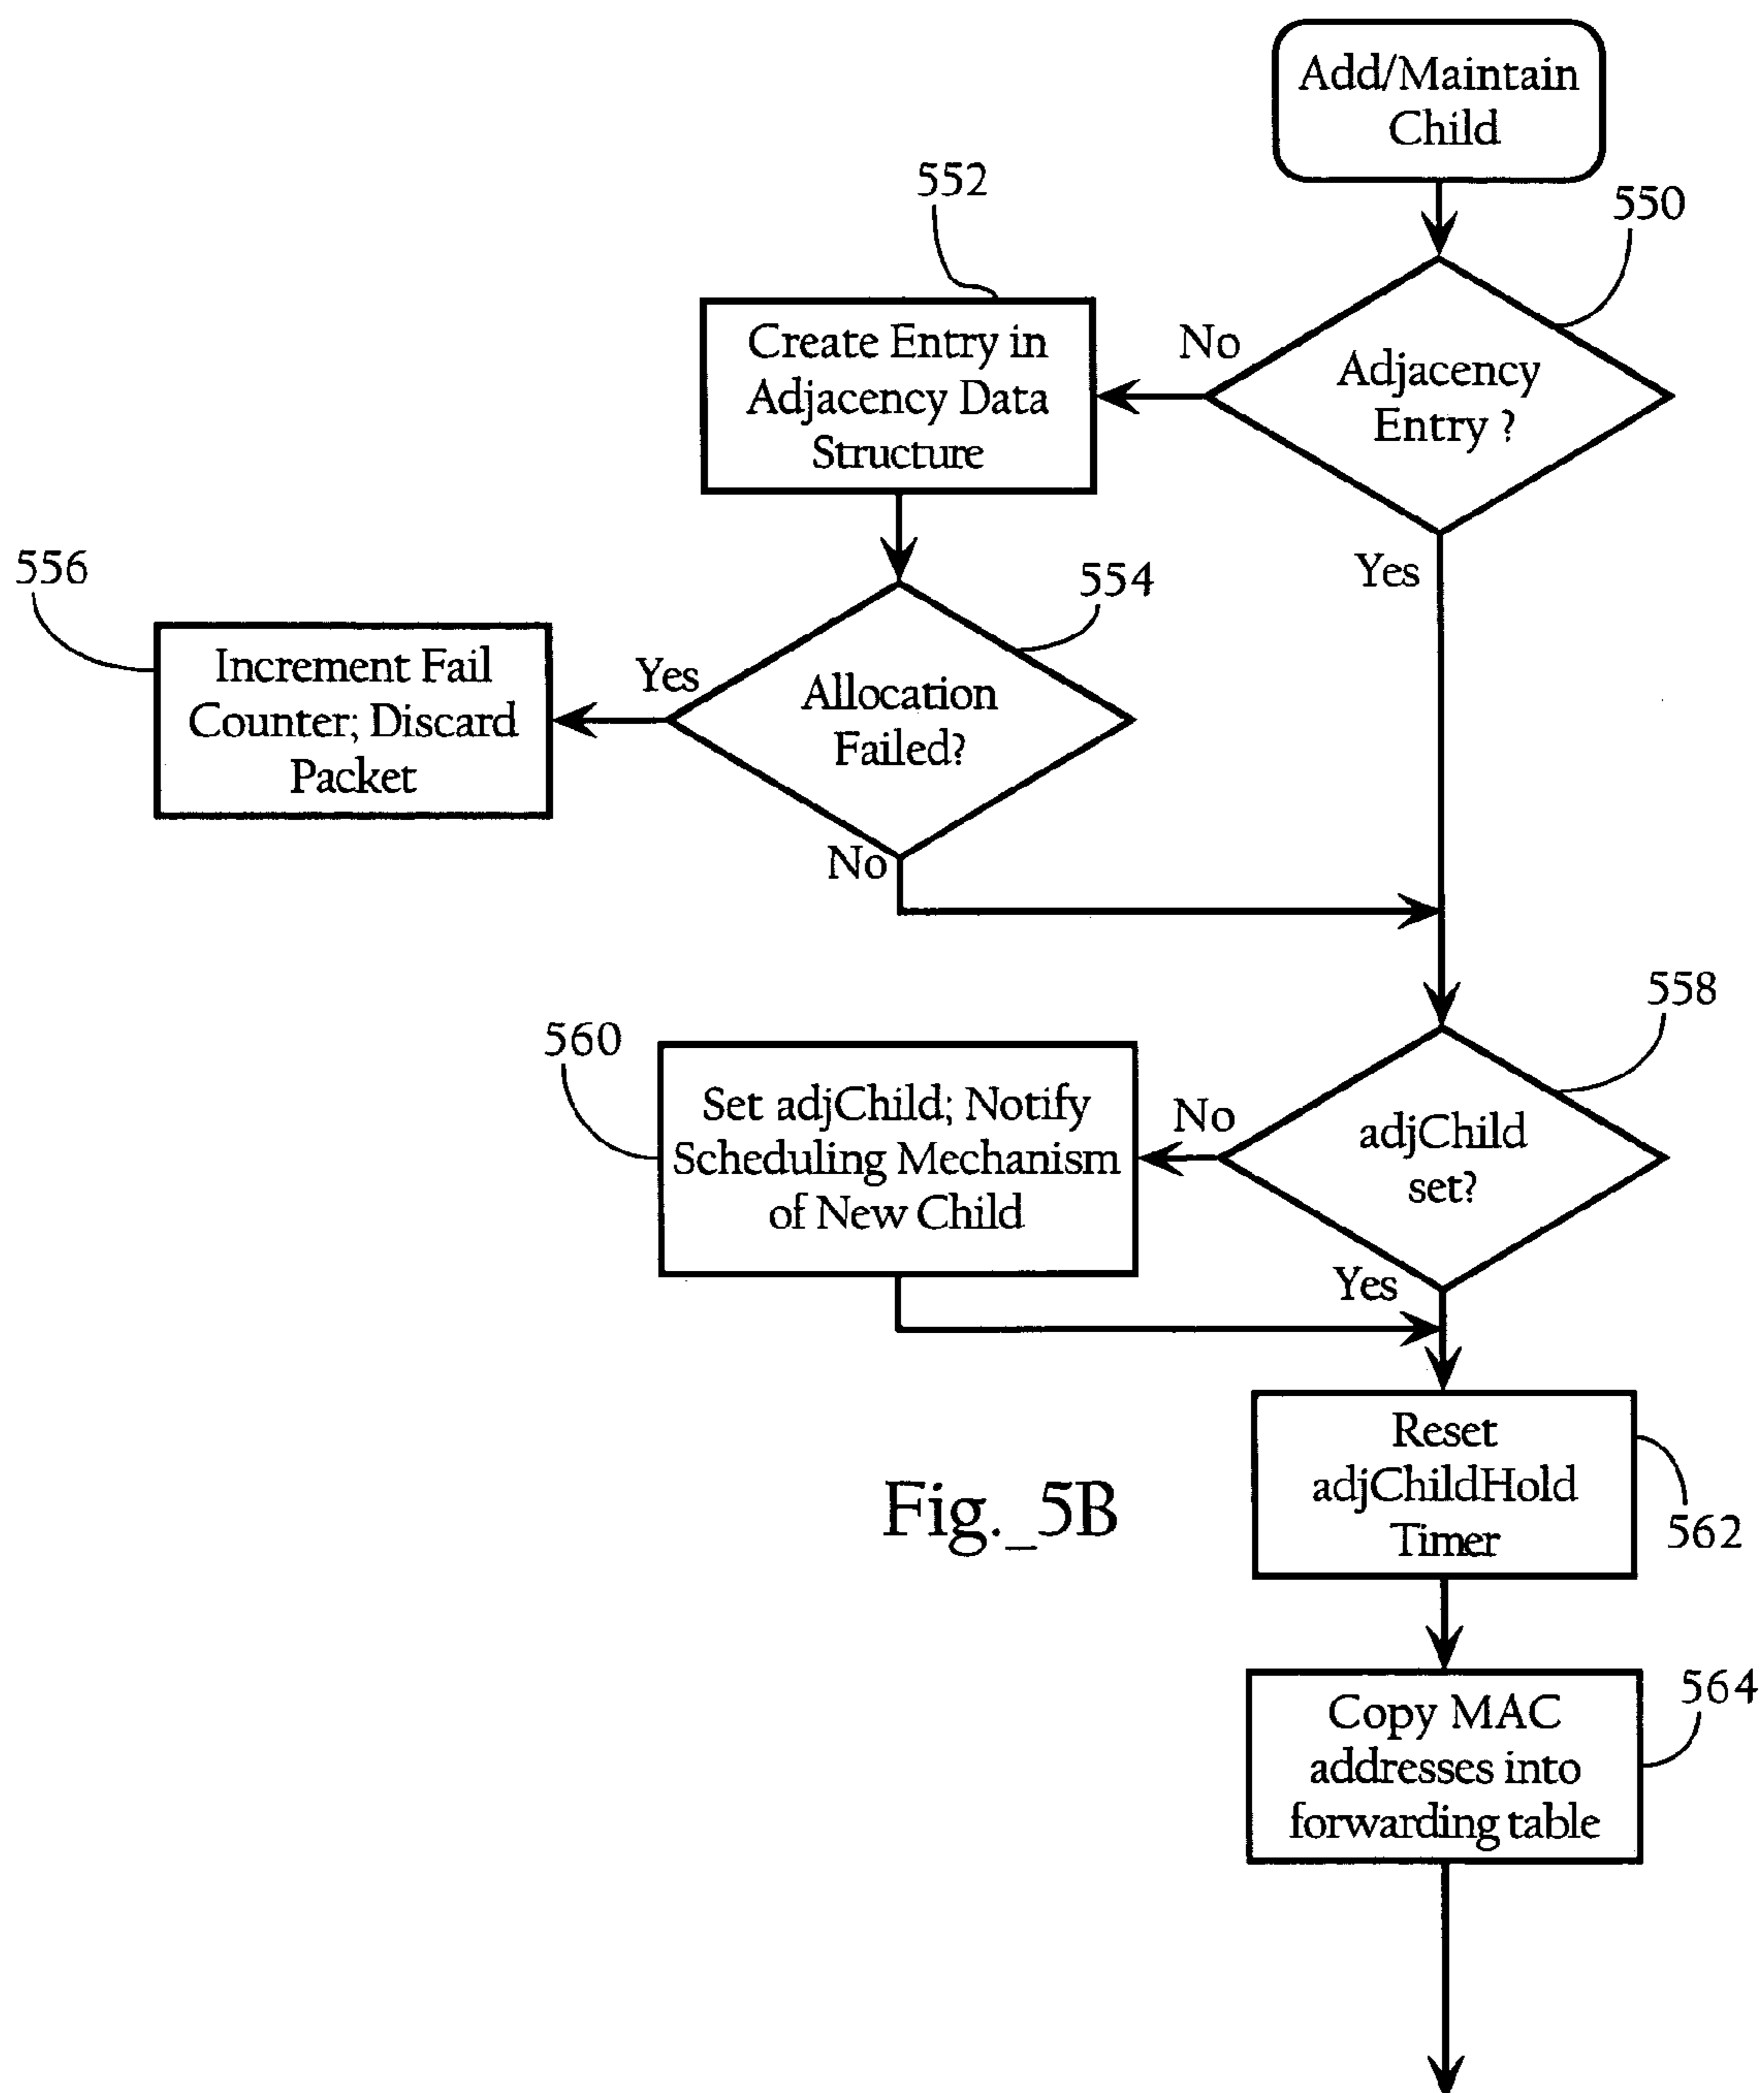 Add/Maintain
Child
550
552
Adjacency
Entry ?
No
Yes
Create Entry in
Adjacency Data
Structure
554
Allocation
Failed?
Yes
No
556
Increment Fail
Counter; Discard
Packet
558
adjChild
set?
No
Yes
560
Set adjChild; Notify
Scheduling Mechanism
of New Child
Reset
adjChildHold
Timer
562
Fig._5B
Copy MAC
addresses into
forwarding table
564